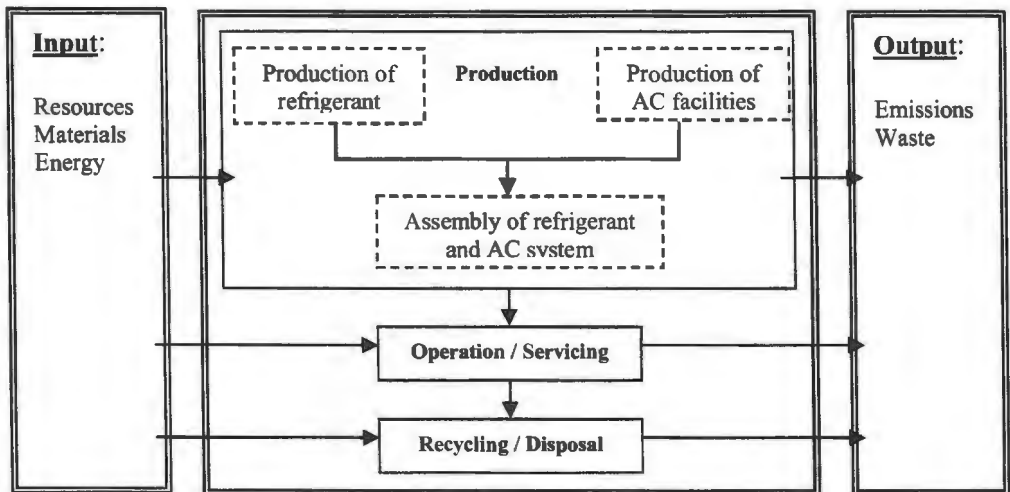 Input:
Resources
Materials
Energy
Production of
refrigerant
Production
Production of
AC facilities
Assembly of refrigerant
and AC system
Operation / Servicing
Recycling / Disposal
Output:
Emissions
Waste